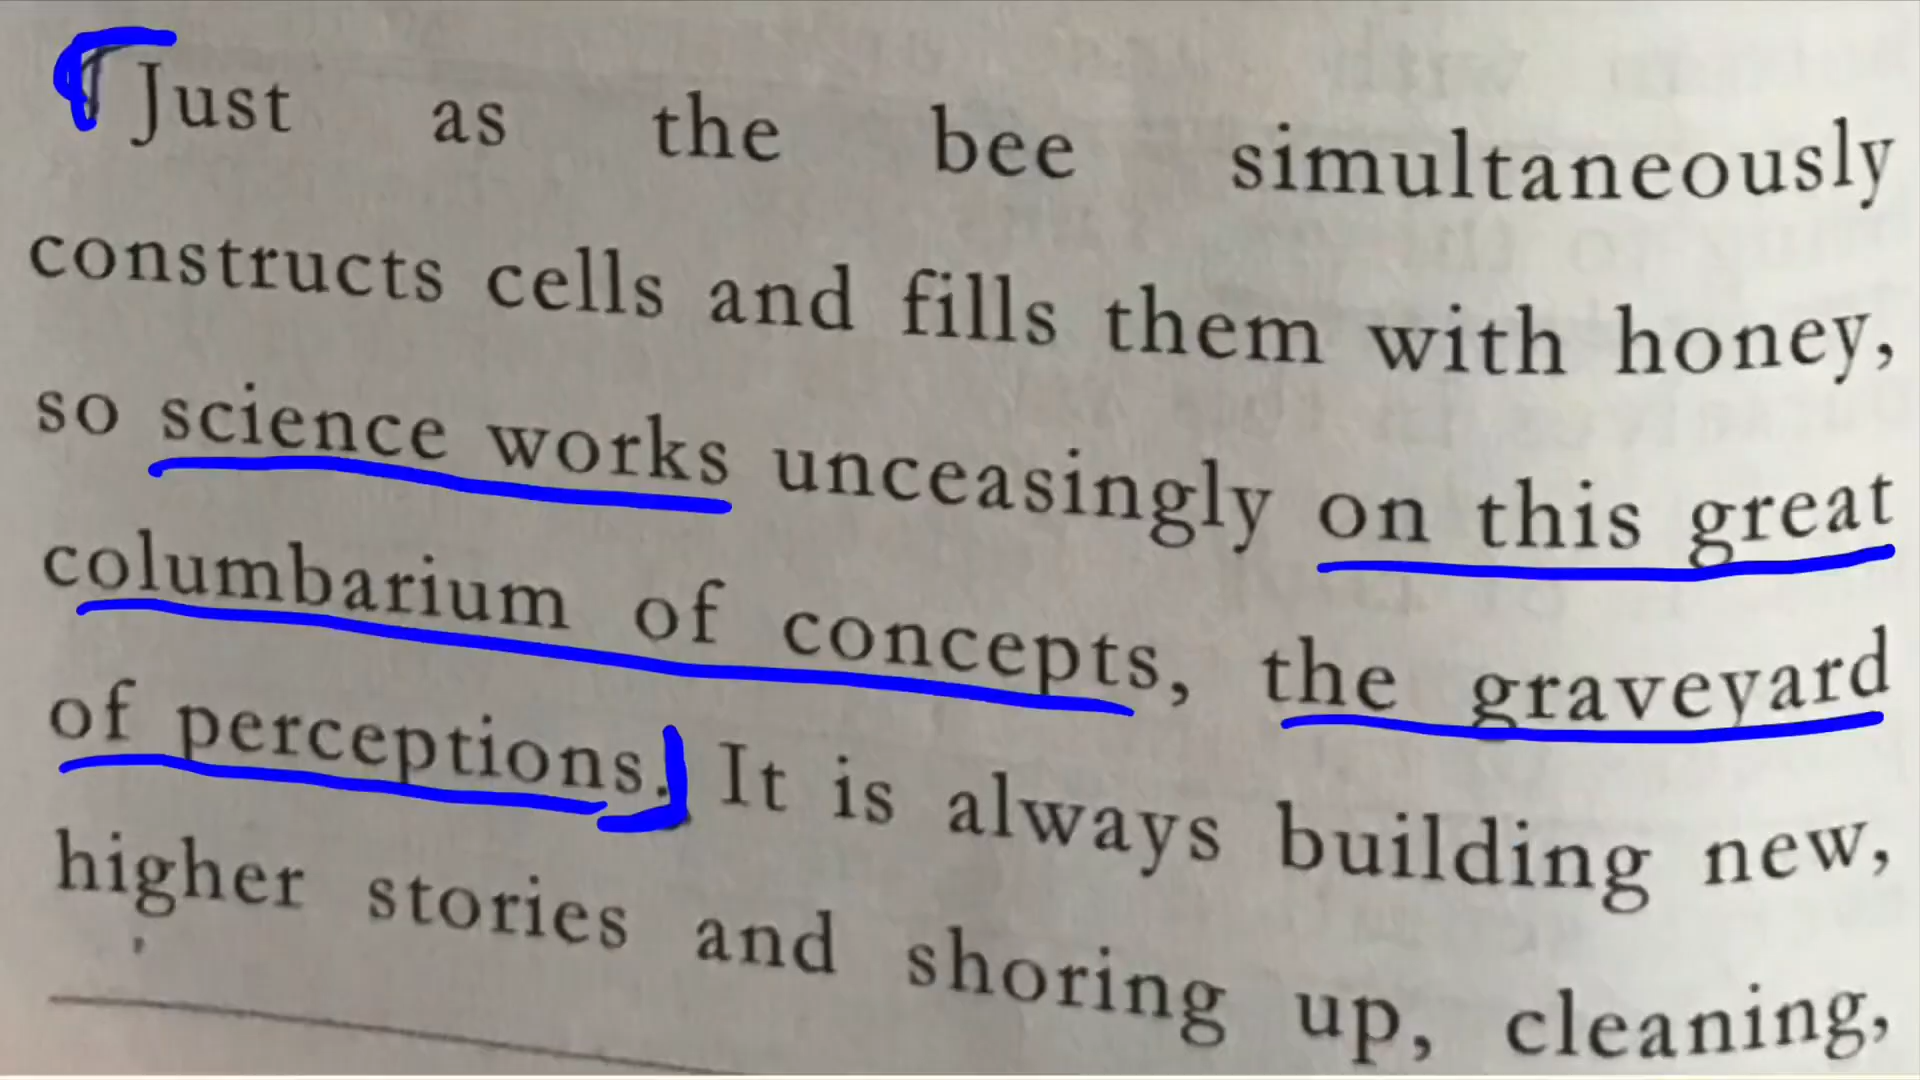 Just as the bee simultaneously
constructs cells and fills them with honey,
so science works unceasingly on this great
columbarium of concepts, the graveyard
of perceptions. It is always building new,
higher stories and shoring up, cleaning,